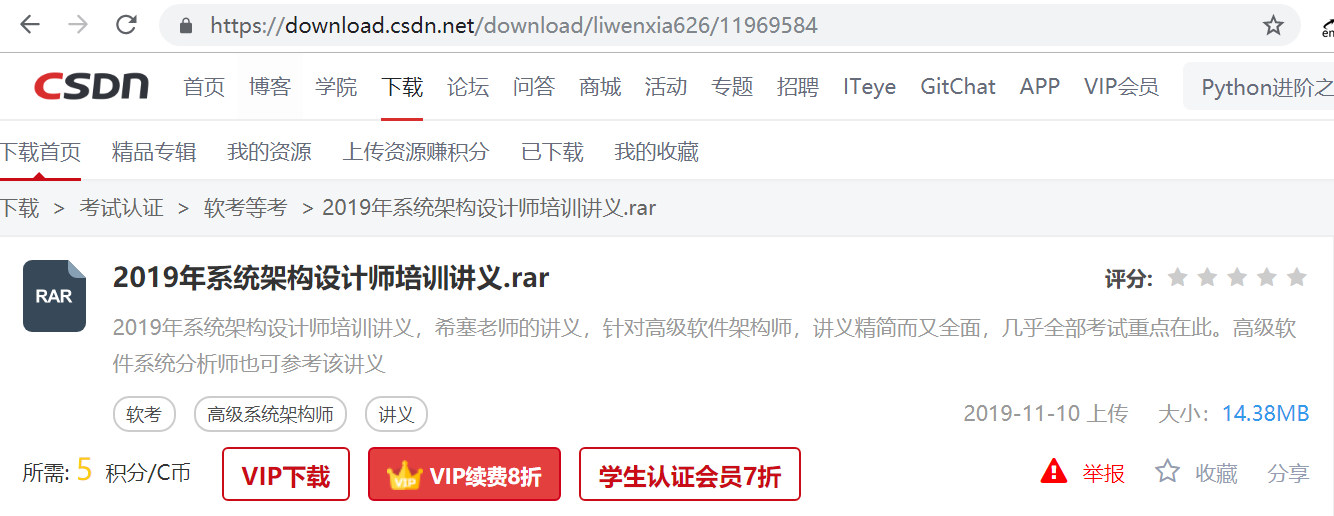 https://download.csdn.net/download/liwenxia626/11969584
en
CSDN 首页 博客 学院 下载 论坛 问答 商城 活动 专题 招聘 ITeye GitChat APP VIP会员 Python进阶之
下载首页 精品专辑 我的资源 上传资源赚积分 已下载 我的收藏
下载 > 考试认证 > 软考等考 > 2019年系统架构设计师培训讲义.rar
RAR
2019年系统架构设计师培训讲义.rar 评分:
2019年系统架构设计师培训讲义，希塞老师的讲义，针对高级软件架构师，讲义精简而又全面，几乎全部考试重点在此。高级软
件系统分析师也可参考该讲义
软考 高级系统架构师 讲义 2019-11-10 上传 大小：14.38MB
所需: 5 积分/C币 VIP下载 VIP VIP续费8折 学生认证会员7折 举报 收藏 分享